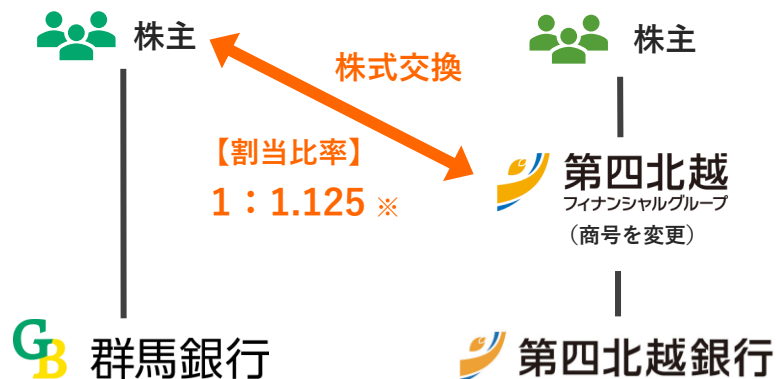 株主
株主
株式交換
【割当比率】
1：1.125 ※
第四北越
フィナンシャルグループ
（商号を変更）
GB 群馬銀行
第四北越銀行